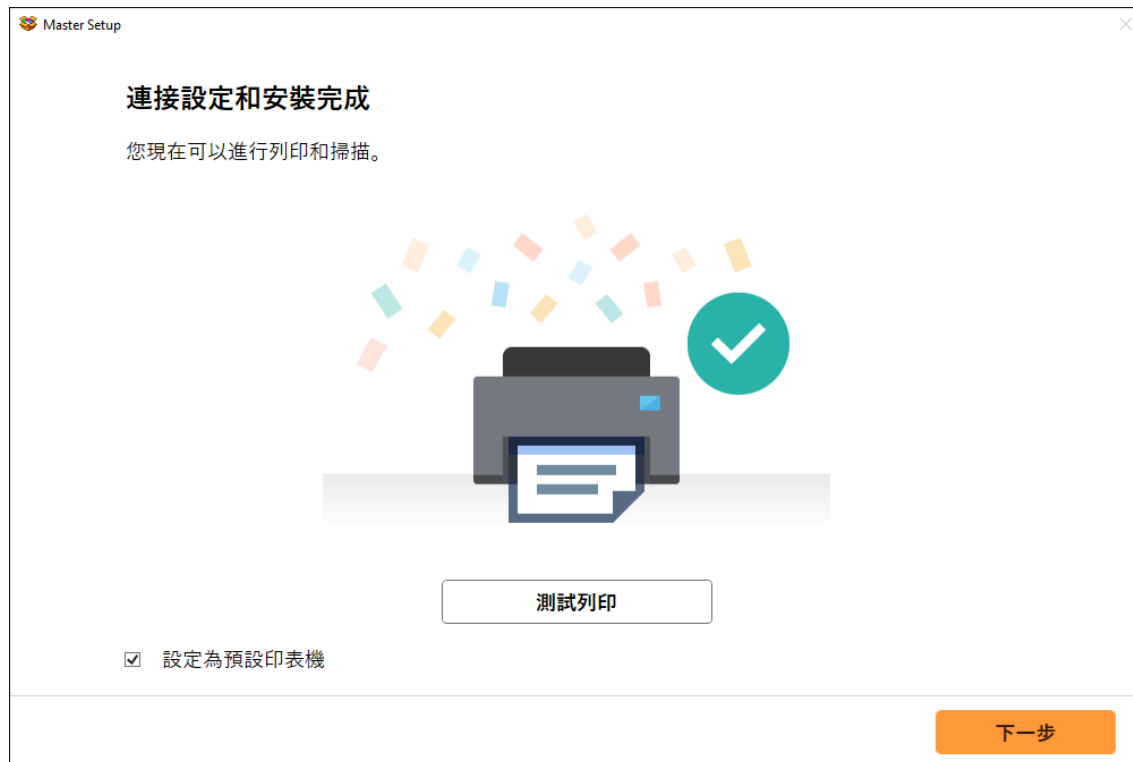 Master Setup
連接設定和安裝完成
您現在可以進行列印和掃描。
測試列印
設定為預設印表機
下一步